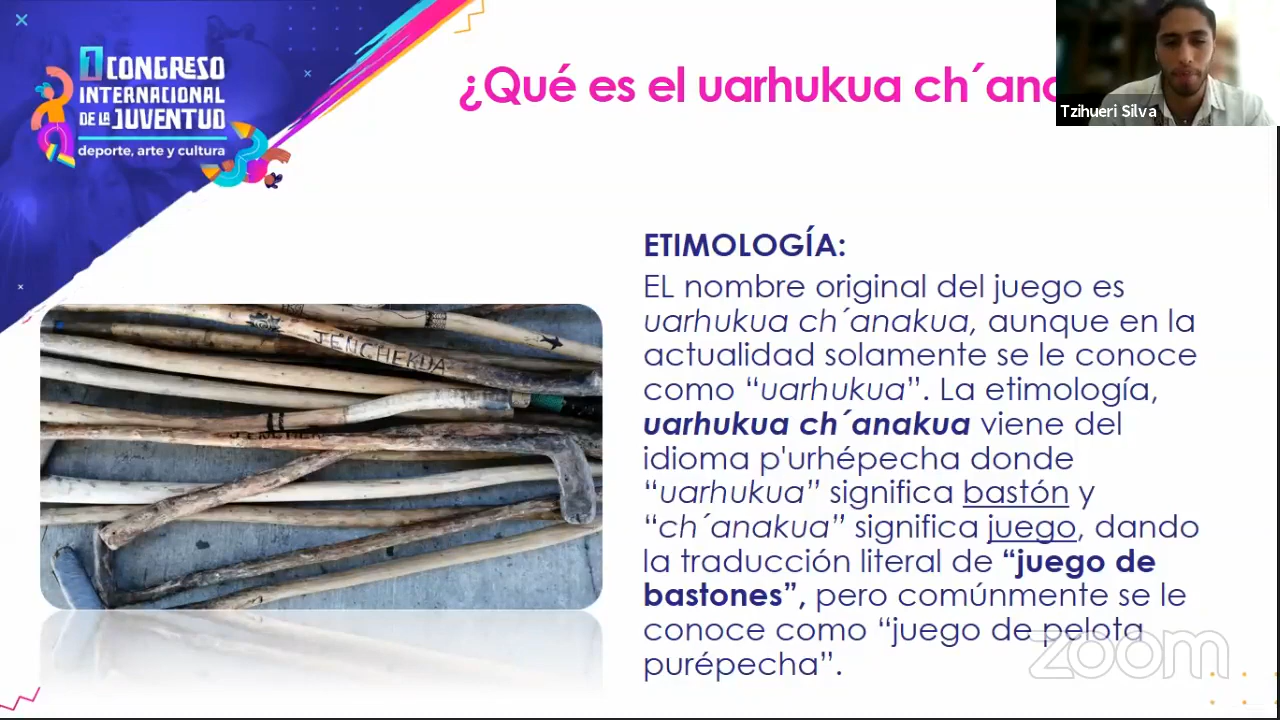 1 CONGRESO
INTERNACIONAL
DE LA JUVENTUD
deporte, arte y cultura
¿Qué es el uarhukua ch´ana
Tzihueri Silva
ETIMOLOGÍA:
EL nombre original del juego es
uarhukua ch´anakua, aunque en la
actualidad solamente se le conoce
como “uarhukua”. La etimología,
uarhukua ch´anakua viene del
idioma p'urhépecha donde
“uarhukua” significa bastón y
“ch´anakua” significa juego, dando
la traducción literal de “juego de
bastones”, pero comúnmente se le
conoce como “juego de pelota
purépecha”.
JENCHEKUA
zoom